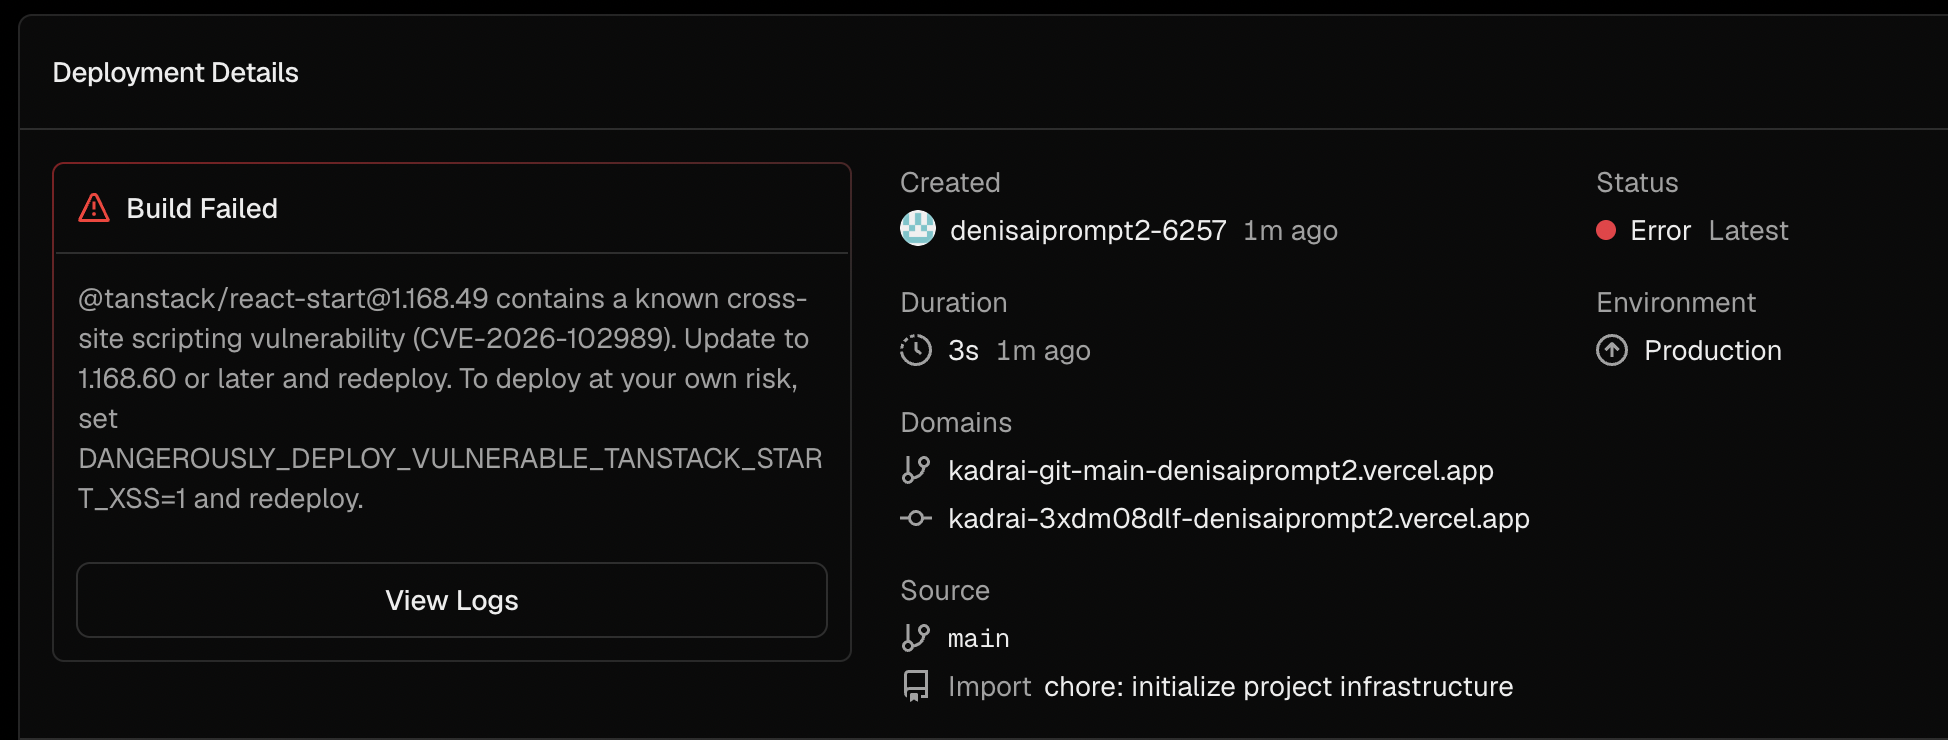 Deployment Details
Build Failed
@tanstack/react-start@1.168.49 contains a known cross-
site scripting vulnerability (CVE-2026-102989). Update to
1.168.60 or later and redeploy. To deploy at your own risk,
set
DANGEROUSLY_DEPLOY_VULNERABLE_TANSTACK_STAR
T_XSS=1 and redeploy.
View Logs
Created
denisaiprompt2-6257 1m ago
Duration
3s 1m ago
Domains
kadrai-git-main-denisaiprompt2.vercel.app
kadrai-3xdm08dlf-denisaiprompt2.vercel.app
Source
main
Import chore: initialize project infrastructure
Status
Error Latest
Environment
Production